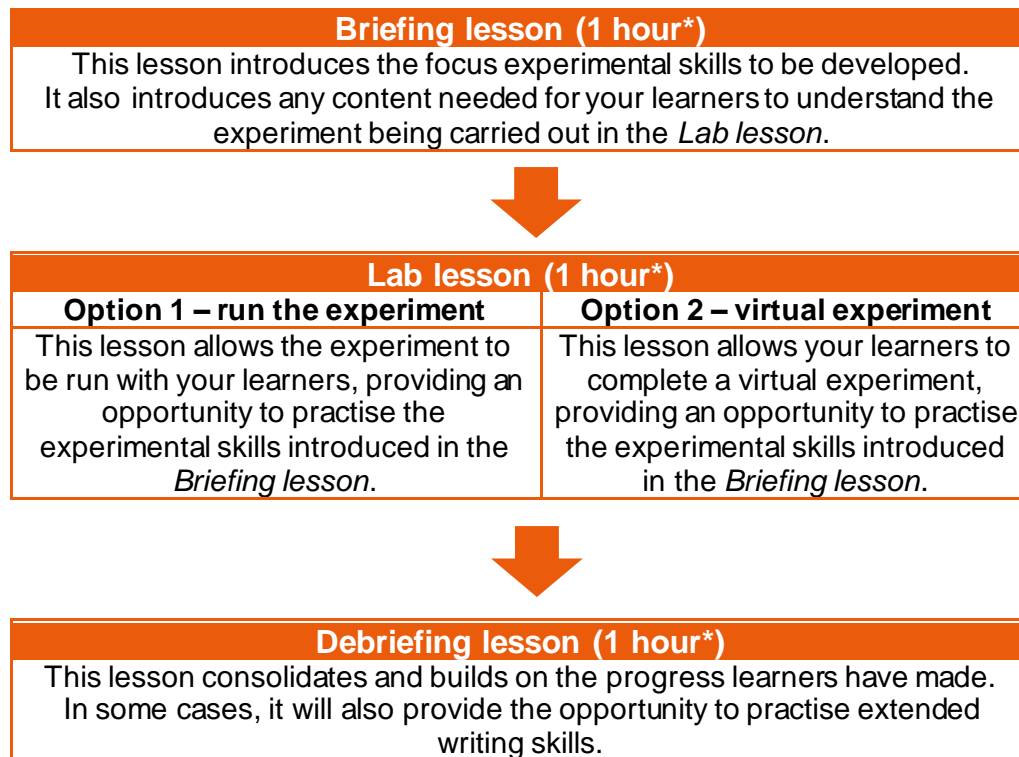 Briefing lesson (1 hour*)
This lesson introduces the focus experimental skills to be developed.
It also introduces any content needed for your learners to understand the
experiment being carried out in the Lab lesson.
Lab lesson (1 hour*)
Option 1 – run the experiment
This lesson allows the experiment to
be run with your learners, providing an
opportunity to practise the
experimental skills introduced in the
Briefing lesson.
Option 2 – virtual experiment
This lesson allows your learners to
complete a virtual experiment,
providing an opportunity to practise
the experimental skills introduced
in the Briefing lesson.
Debriefing lesson (1 hour*)
This lesson consolidates and builds on the progress learners have made.
In some cases, it will also provide the opportunity to practise extended
writing skills.